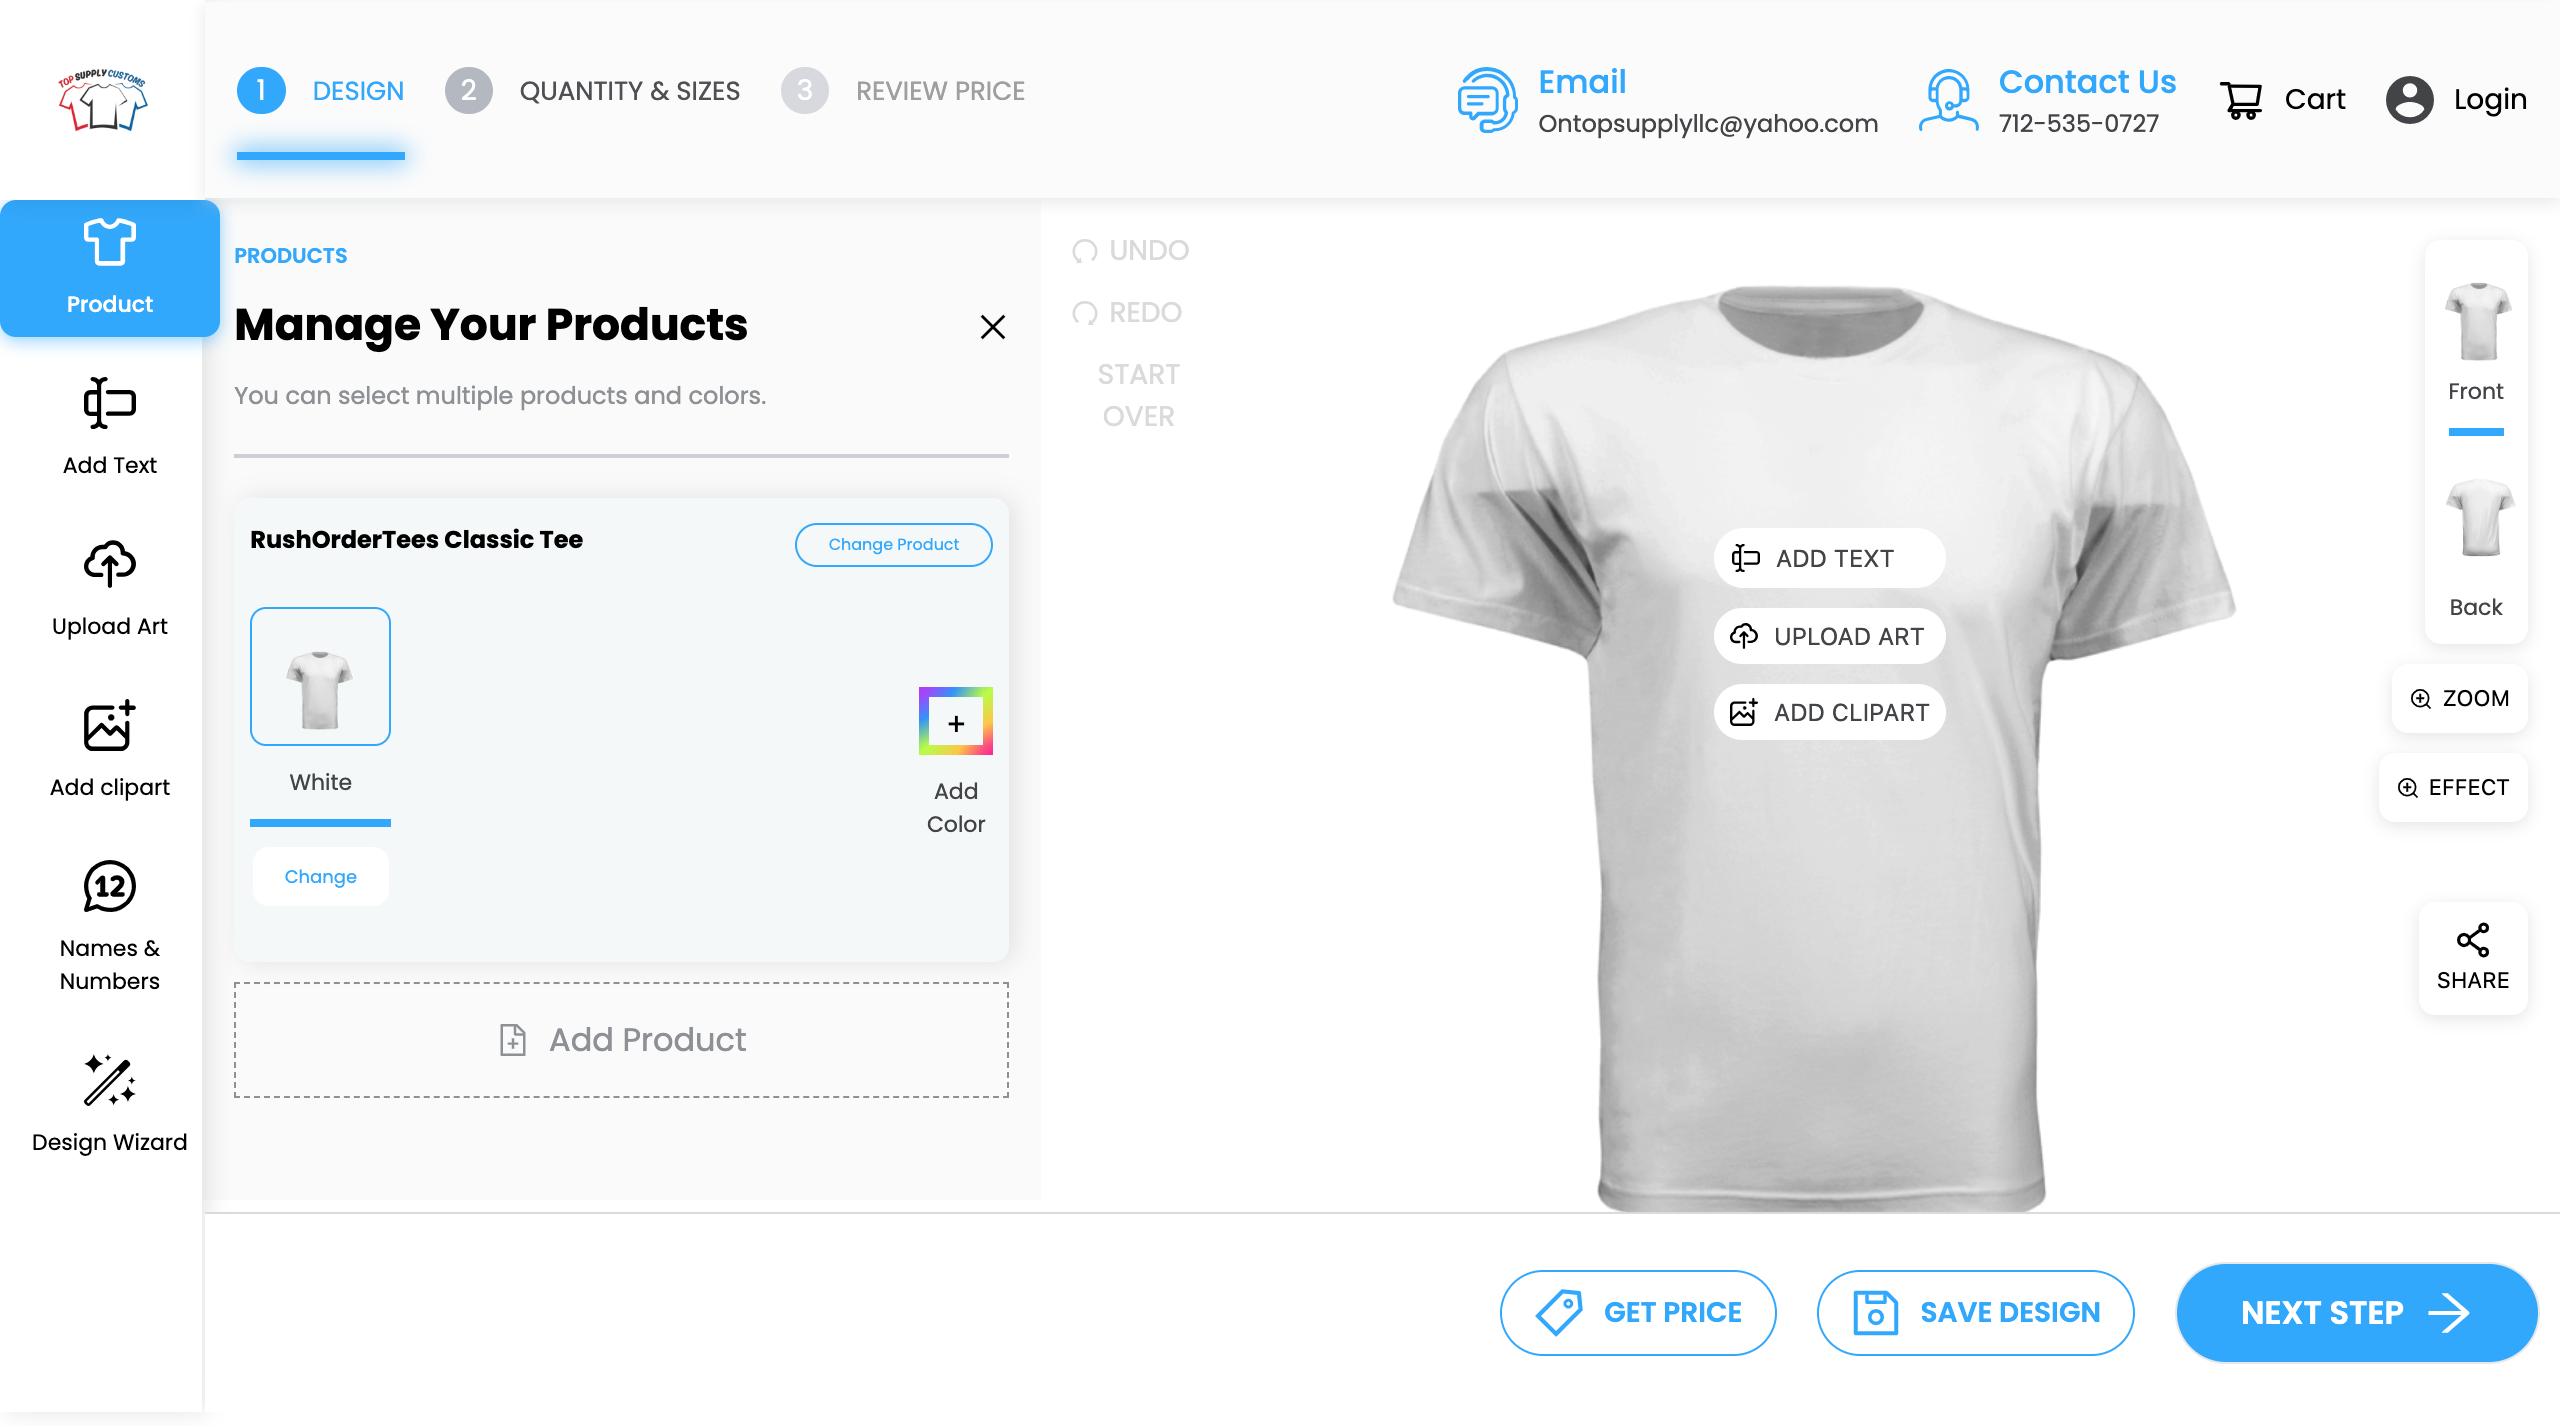 TOP SUPPLY CUSTOMS
1 DESIGN
2 QUANTITY & SIZES
3 REVIEW PRICE
Email
Ontopsupplyllc@yahoo.com
Contact Us
712-535-0727
Cart
Login
Product
Add Text
Upload Art
Add clipart
12
Names &
Numbers
Design Wizard
PRODUCTS
Manage Your Products
You can select multiple products and colors.
RushOrderTees Classic Tee
Change Product
White
Change
+
Add
Color
Add Product
UNDO
REDO
START
OVER
ADD TEXT
UPLOAD ART
ADD CLIPART
Front
Back
ZOOM
EFFECT
SHARE
GET PRICE
SAVE DESIGN
NEXT STEP